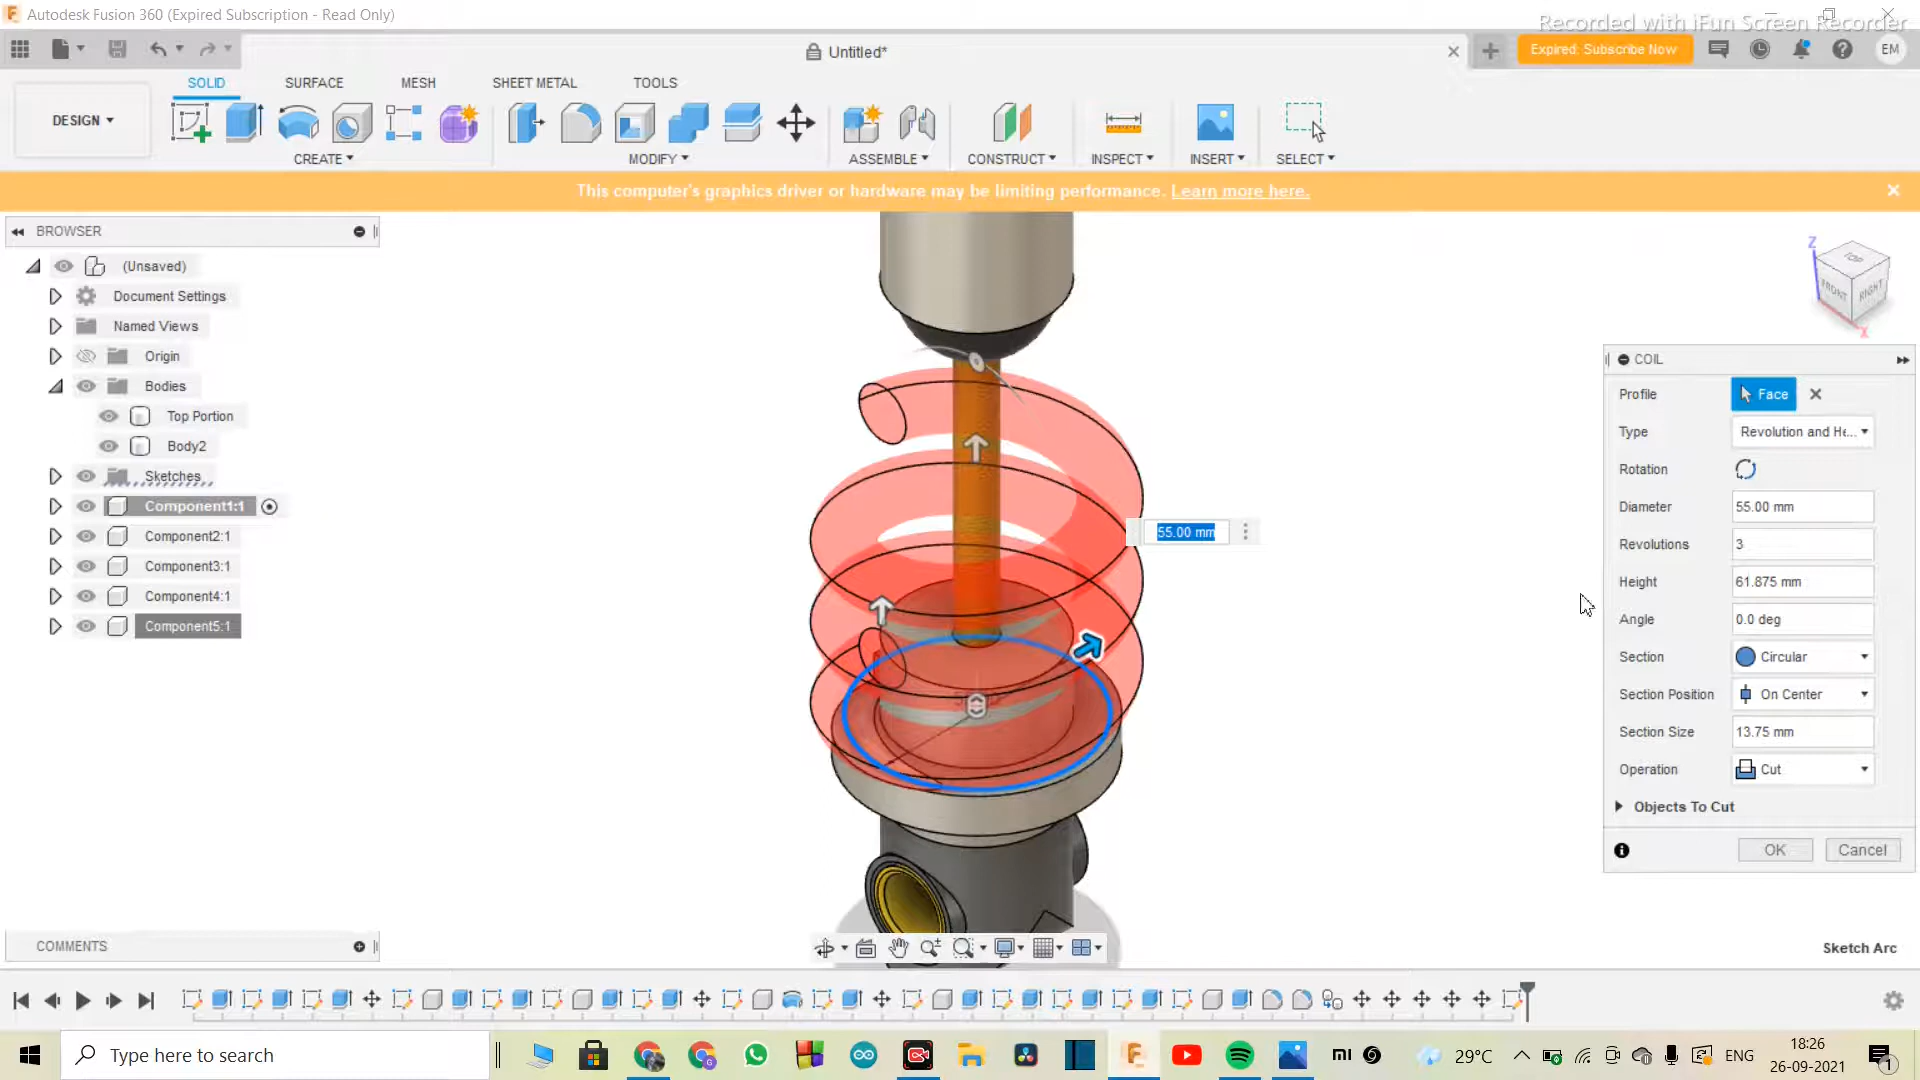 Autodesk Fusion 360 (Expired Subscription - Read Only)
Recorded with iFun Screen Recorder
Untitled*
Expired: Subscribe Now
EM
SOLID
SURFACE
MESH
SHEET METAL
TOOLS
DESIGN
CREATE
MODIFY
ASSEMBLE
CONSTRUCT
INSPECT
INSERT
SELECT
This computer's graphics driver or hardware may be limiting performance. Learn more here.
BROWSER
(Unsaved)
Document Settings
Named Views
Origin
Bodies
Top Portion
Body2
Sketches
Component1:1
Component2:1
Component3:1
Component4:1
Component5:1
Z
TOP
FRONT
RIGHT
X
55.00 mm
COIL
Profile Face
Type Revolution and He...
Rotation
Diameter 55.00 mm
Revolutions 3
Height 61.875 mm
Angle 0.0 deg
Section Circular
Section Position On Center
Section Size 13.75 mm
Operation Cut
Objects To Cut
OK Cancel
COMMENTS
Sketch Arc
Type here to search
29°C
ENG
18:26
26-09-2021
1